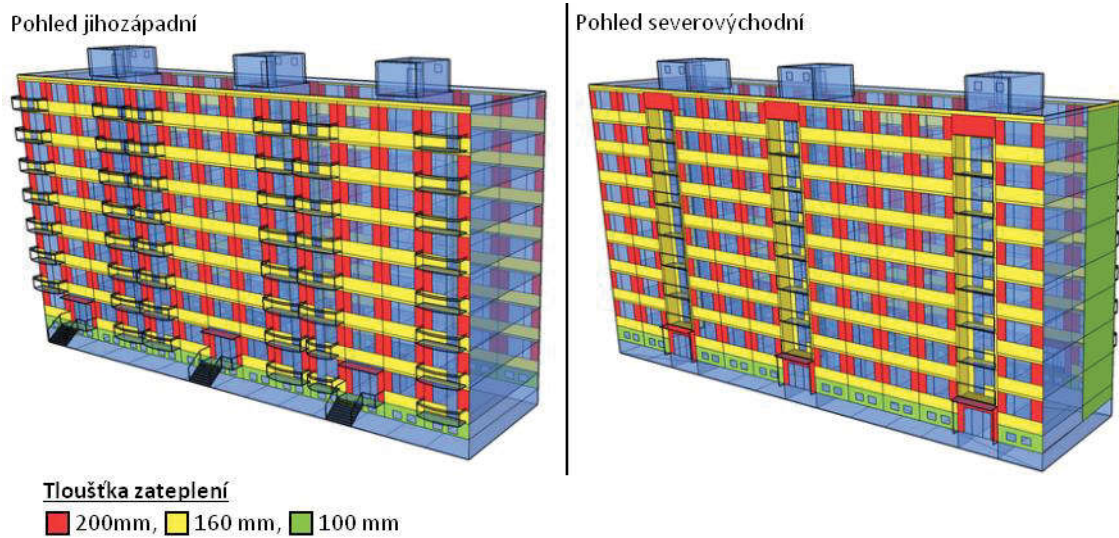 Pohled jihozápadní
Pohled severovýchodní
Tloušťka zateplení
200mm, 160 mm, 100 mm